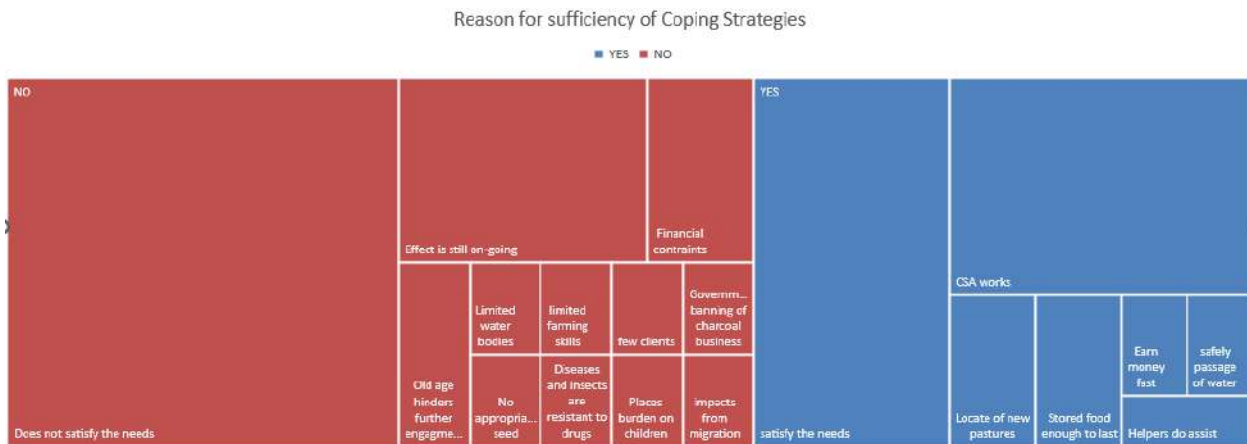 Reason for sufficiency of Coping Strategies
YES NO
NO
Does not satisfy the needs
Effect is still on-going
Financial
contraints
Old age
hinders
further
engagme...
Limited
water
bodies
limited
farming
skills
few clients
Governm...
banning of
charcoal
business
No
appropria...
seed
Diseases
and insects
are
resistant to
drugs
Places
burden on
children
impacts
from
migration
YES
satisfy the needs
CSA works
Locate of new
pastures
Stored food
enough to last
Earn
money
fast
safely
passage
of water
Helpers do assist